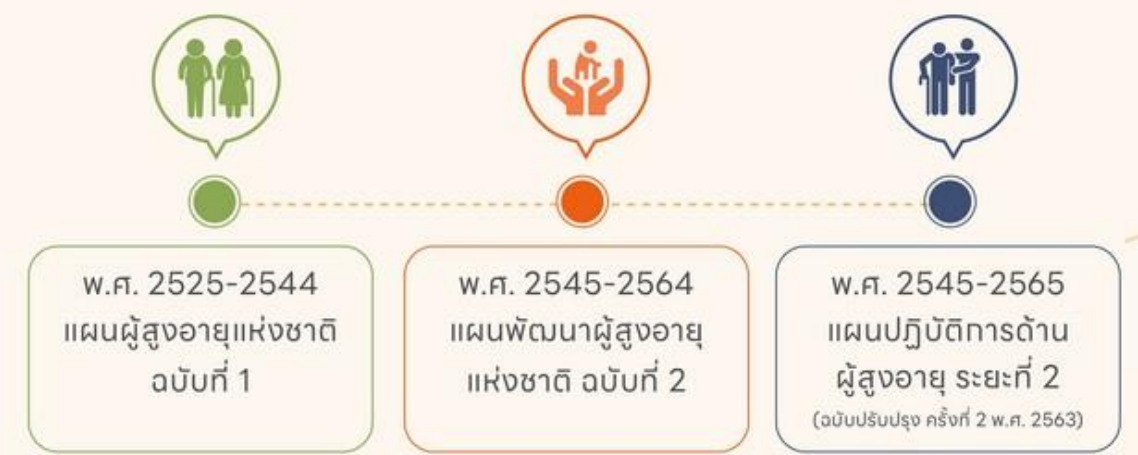 พ.ศ. 2525-2544
แผนผู้สูงอายุแห่งชาติ
ฉบับที่ 1
พ.ศ. 2545-2564
แผนพัฒนาผู้สูงอายุ
แห่งชาติ ฉบับที่ 2
พ.ศ. 2545-2565
แผนปฏิบัติการด้าน
ผู้สูงอายุ ระยะที่ 2
(ฉบับปรับปรุง ครั้งที่ 2 พ.ศ. 2563)